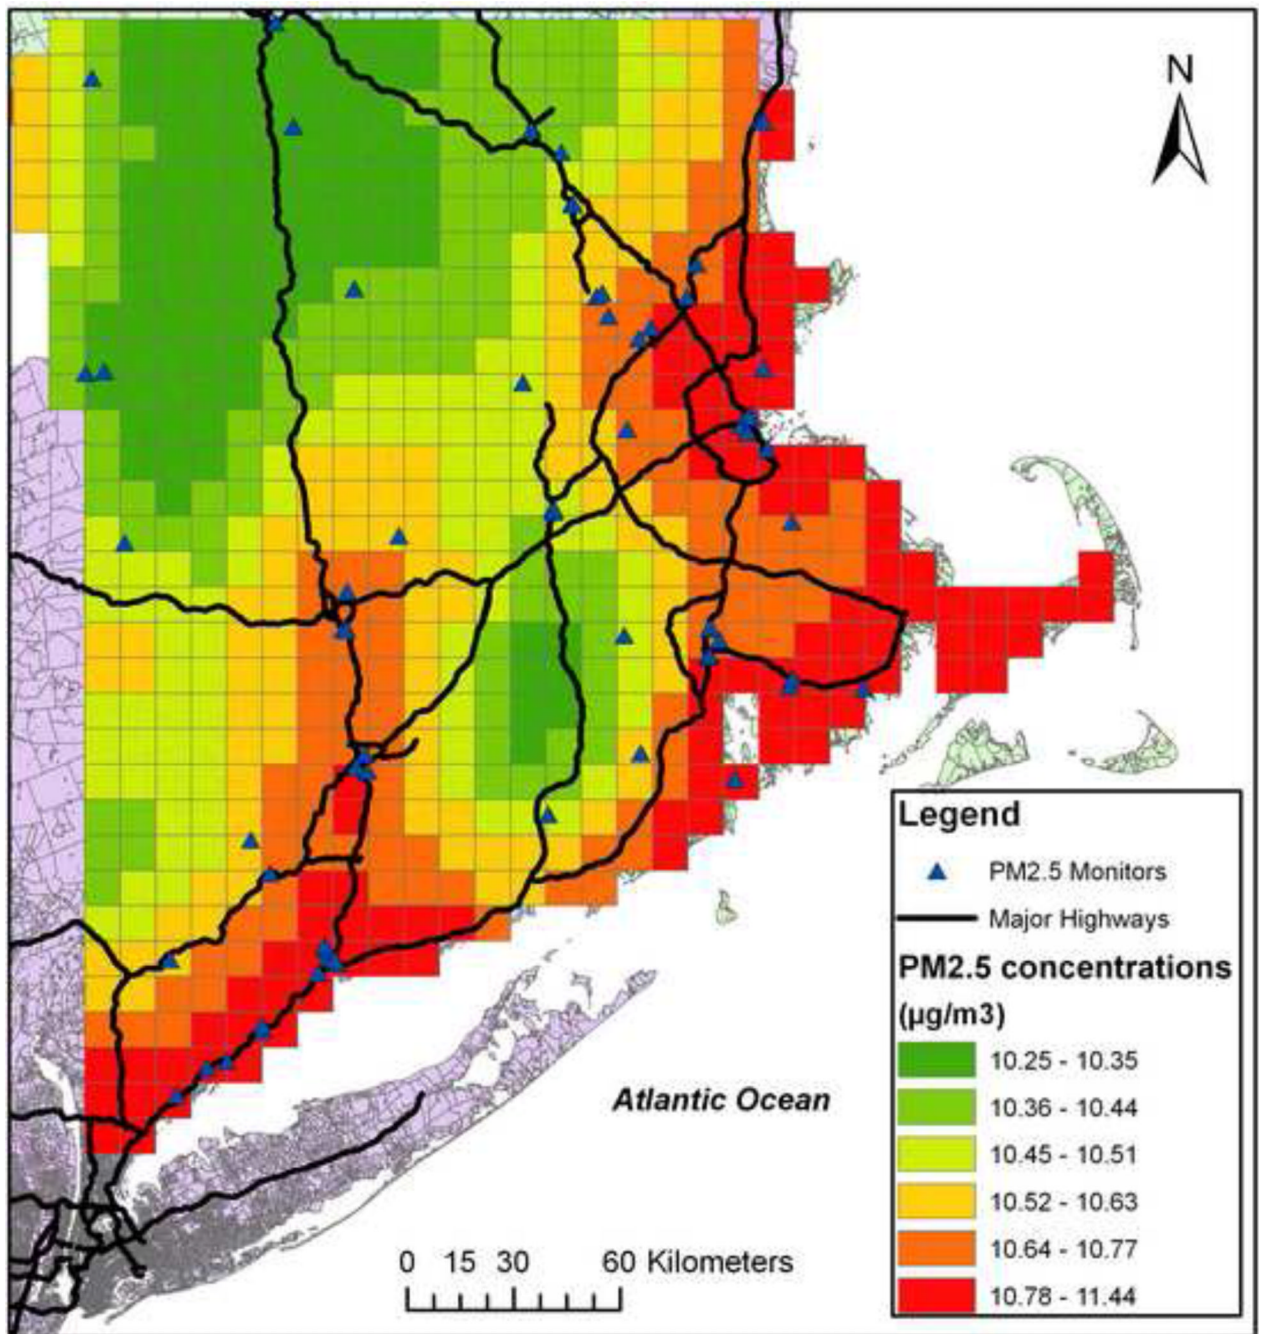 N
Legend
PM2.5 Monitors
Major Highways
PM2.5 concentrations
(µg/m3)
10.25 - 10.35
10.36 - 10.44
10.45 - 10.51
10.52 - 10.63
10.64 - 10.77
10.78 - 11.44
Atlantic Ocean
0 15 30 60 Kilometers